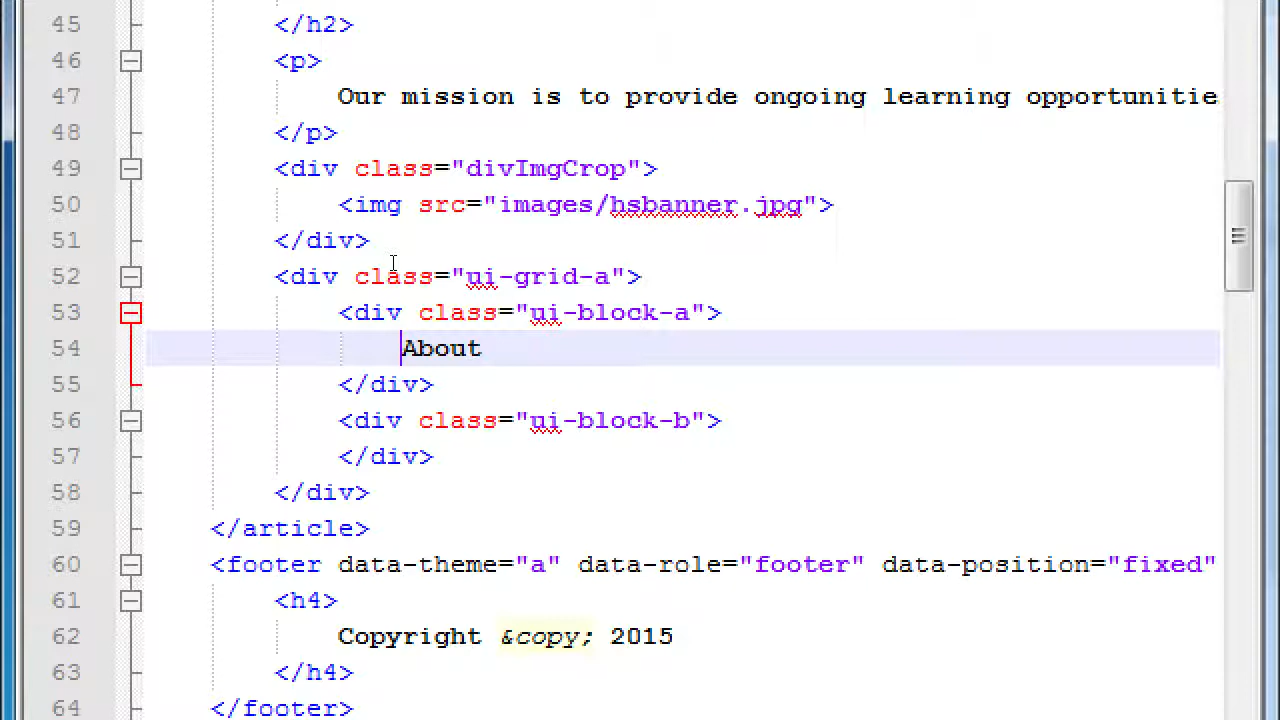 45 </h2>
46 <p>
47 Our mission is to provide ongoing learning opportunitie
48 </p>
49 <div class="divImgCrop">
50 <img src="images/hsbanner.jpg">
51 </div>
52 <div class="ui-grid-a">
53 <div class="ui-block-a">
54 About
55 </div>
56 <div class="ui-block-b">
57 </div>
58 </div>
59 </article>
60 <footer data-theme="a" data-role="footer" data-position="fixed"
61 <h4>
62 Copyright &copy; 2015
63 </h4>
64 </footer>